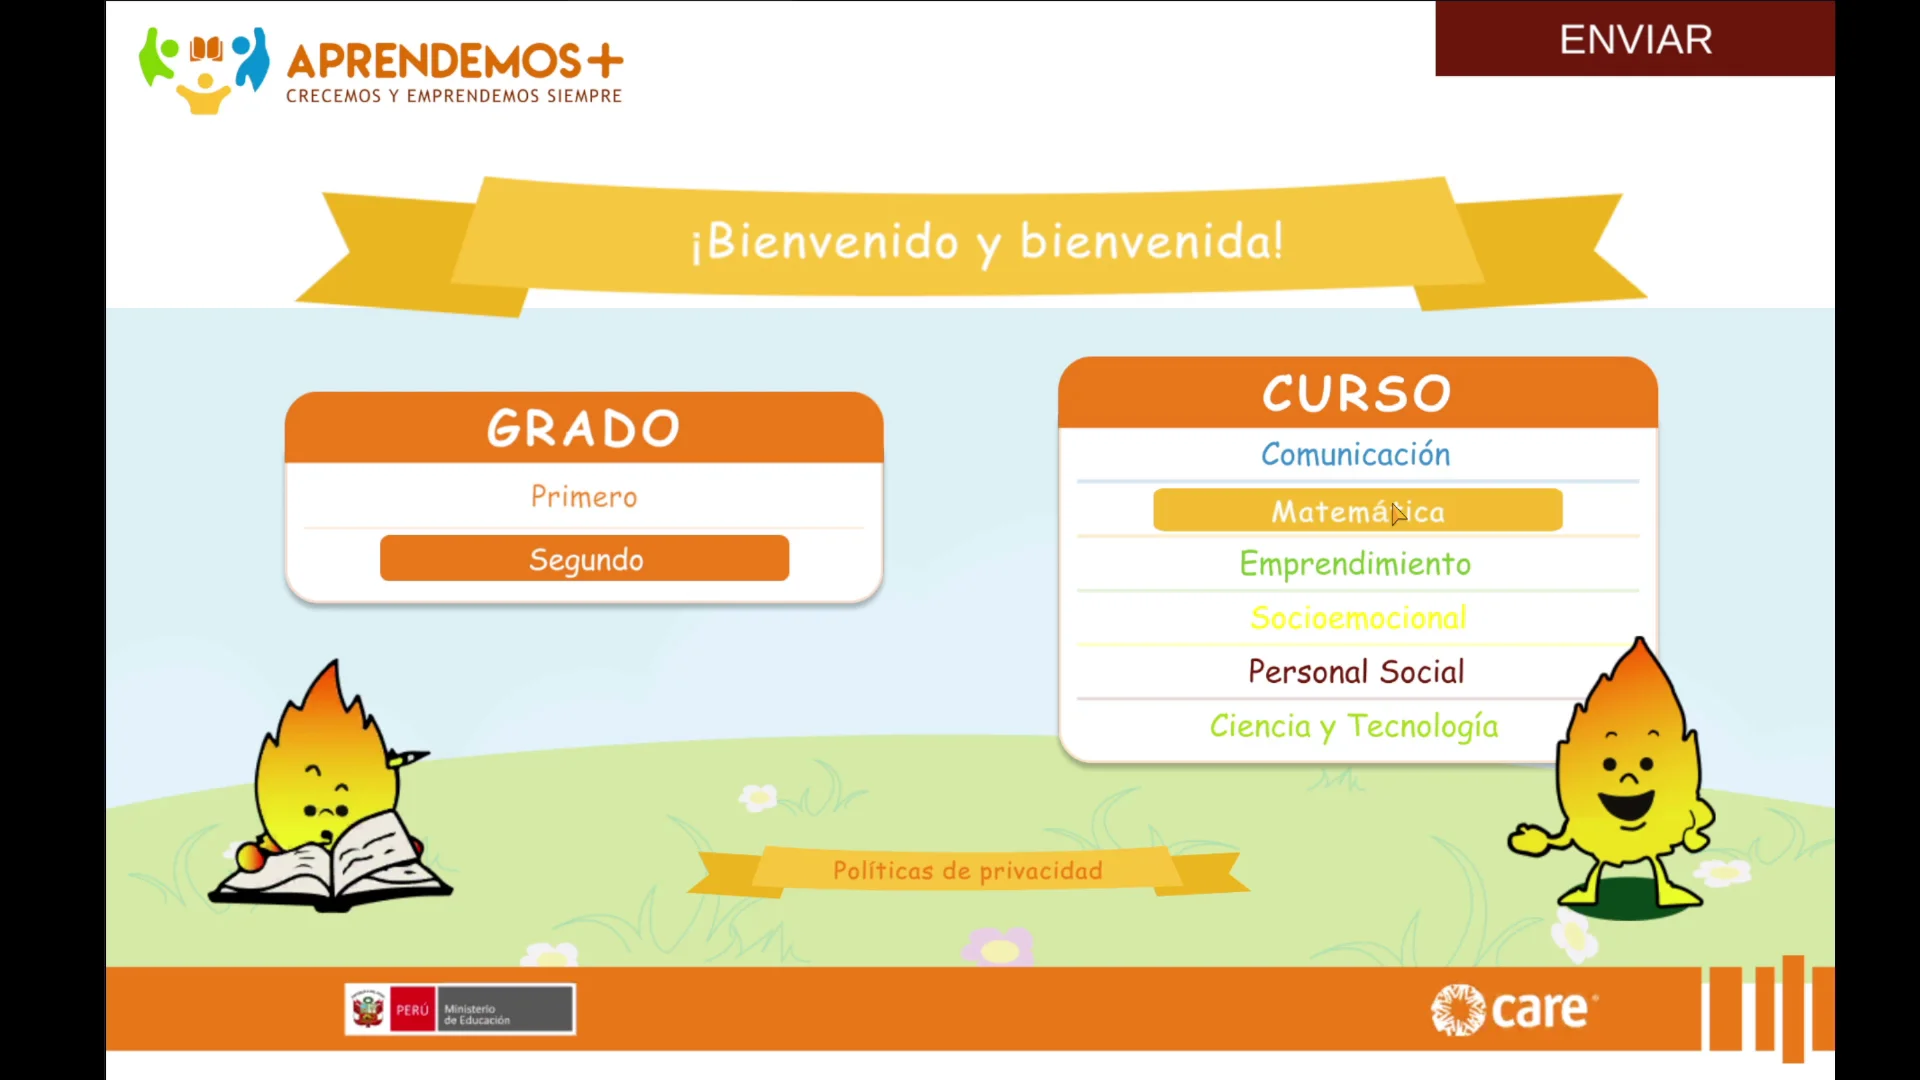 APRENDEMOS+
CRECEMOS Y EMPRENDEMOS SIEMPRE
ENVIAR
¡Bienvenido y bienvenida!
GRADO
Primero
Segundo
CURSO
Comunicación
Matemática
Emprendimiento
Socioemocional
Personal Social
Ciencia y Tecnología
Políticas de privacidad
PERÚ
Ministerio
de Educación
care